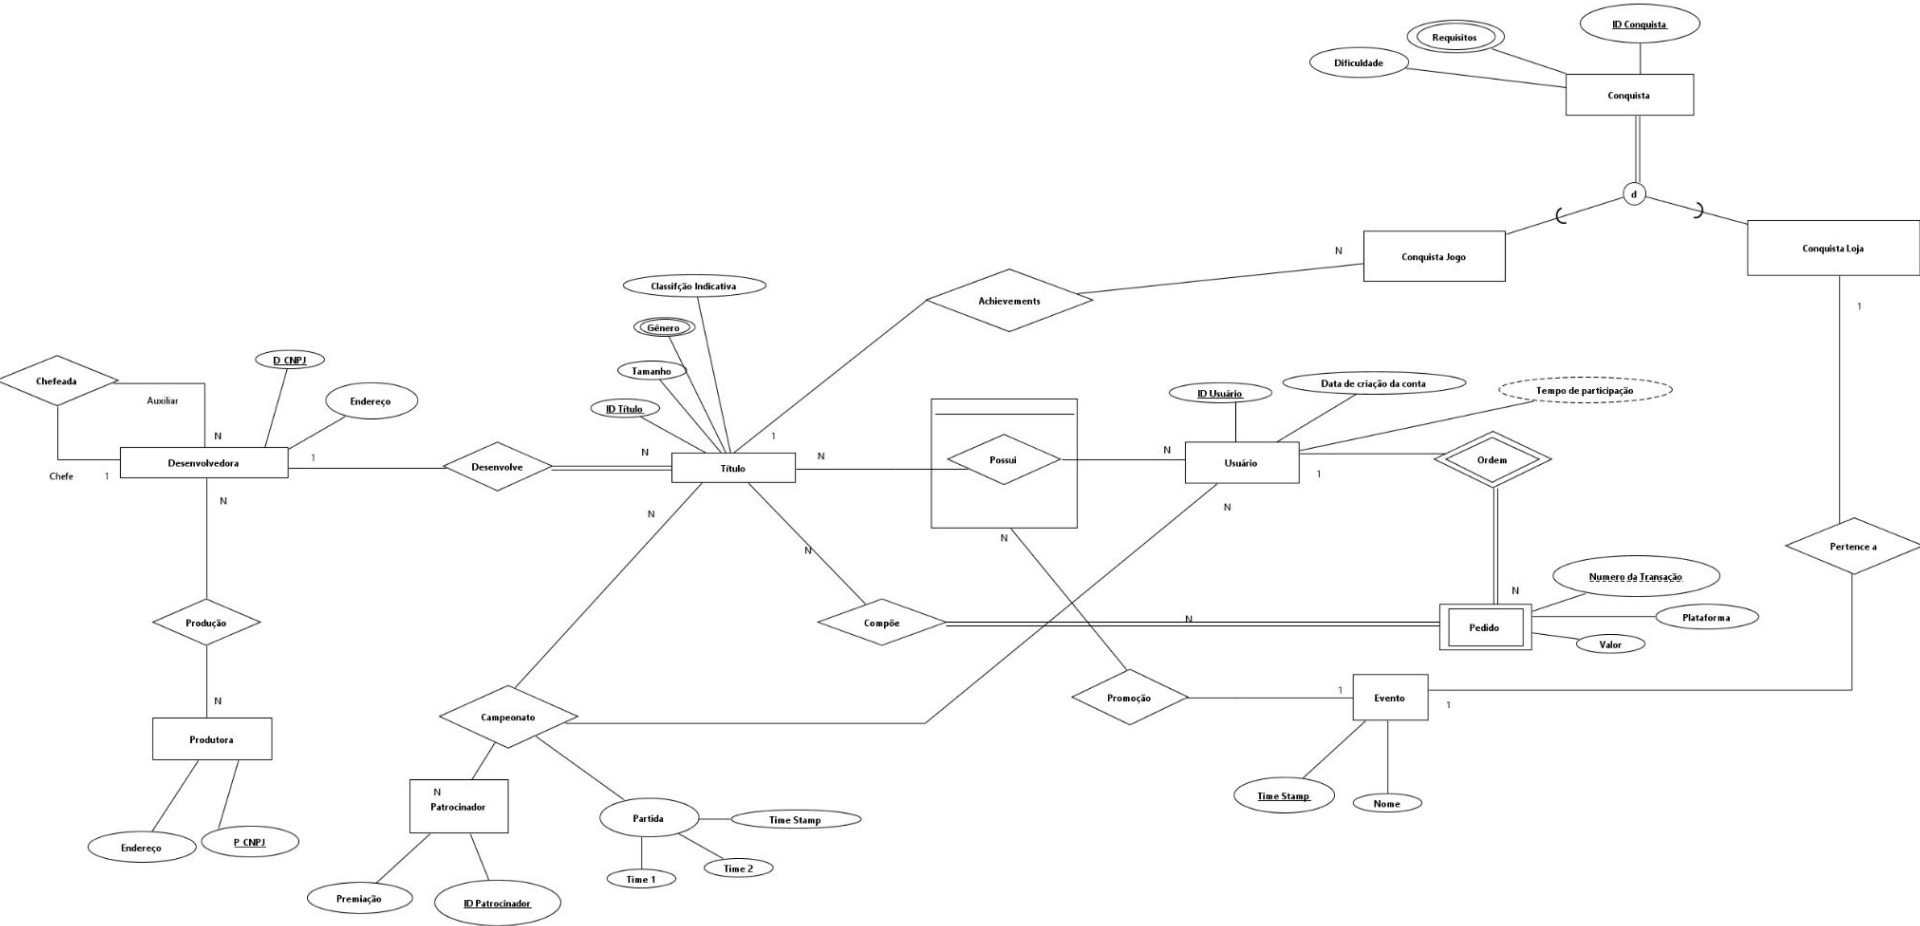 ID Conquista
Requisitos
Dificuldade
Conquista
d
Conquista Jogo
Conquista Loja
N
1
Achievements
Classifção Indicativa
Género
Tamanho
ID Título
1
Chefeada
Auxiliar
D_CNPJ
Endereço
N
Desenvolvedora
Chefe
1
1
Desenvolve
N
Título
N
Possui
N
ID Usuário
Data de criação da conta
Tempo de participação
Usuário
1
Ordem
N
N
N
N
N
Pertence a
Numero da Transação
N
Plataforma
Pedido
Valor
Compõe
N
Produção
N
Produtora
Endereço
P_CNPJ
Campeonato
Promoção
1
Evento
1
Time Stamp
Nome
N
Patrocinador
Premiação
ID Patrocinador
Partida
Time Stamp
Time 1
Time 2